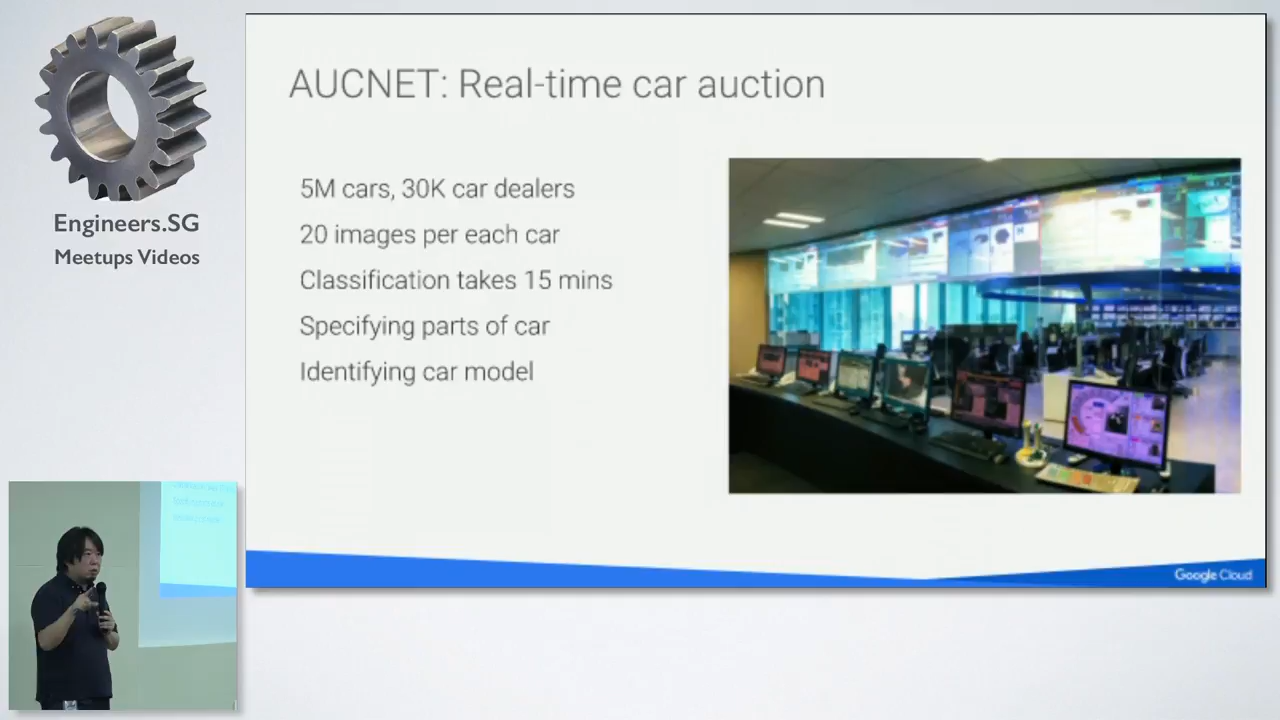 Engineers.SG
Meetups Videos
AUCNET: Real-time car auction
5M cars, 30K car dealers
20 images per each car
Classification takes 15 mins
Specifying parts of car
Identifying car model
Google Cloud